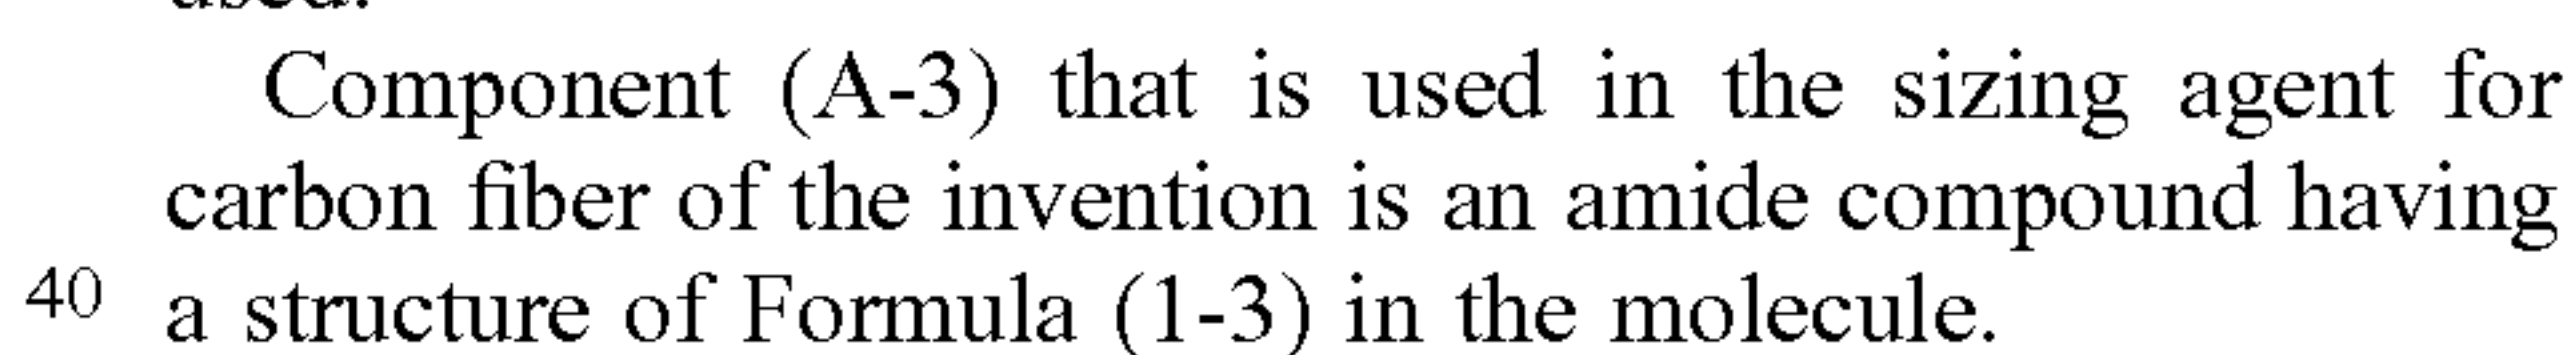 used.
Component (A-3) that is used in the sizing agent for
carbon fiber of the invention is an amide compound having
40 a structure of Formula (1-3) in the molecule.